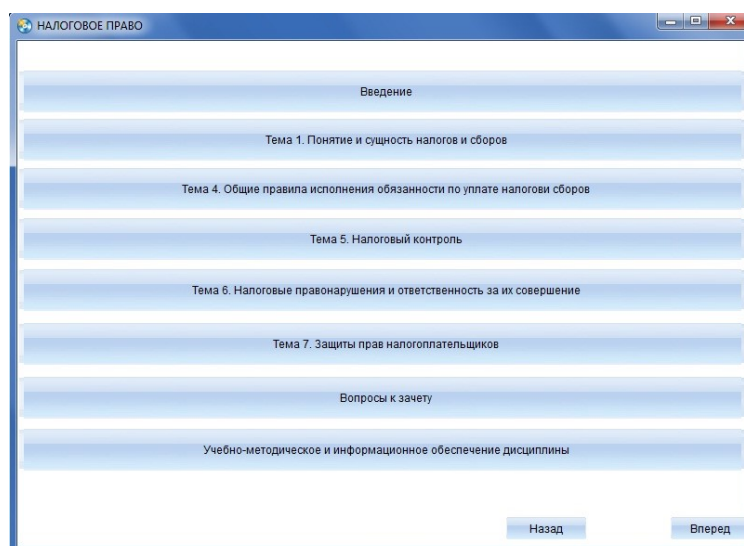 НАЛОГОВОЕ ПРАВО
Введение
Тема 1. Понятие и сущность налогов и сборов
Тема 4. Общие правила исполнения обязанности по уплате налогови сборов
Тема 5. Налоговый контроль
Тема 6. Налоговые правонарушения и ответственность за их совершение
Тема 7. Защиты прав налогоплательщиков
Вопросы к зачету
Учебно-методическое и информационное обеспечение дисциплины
Назад Вперед